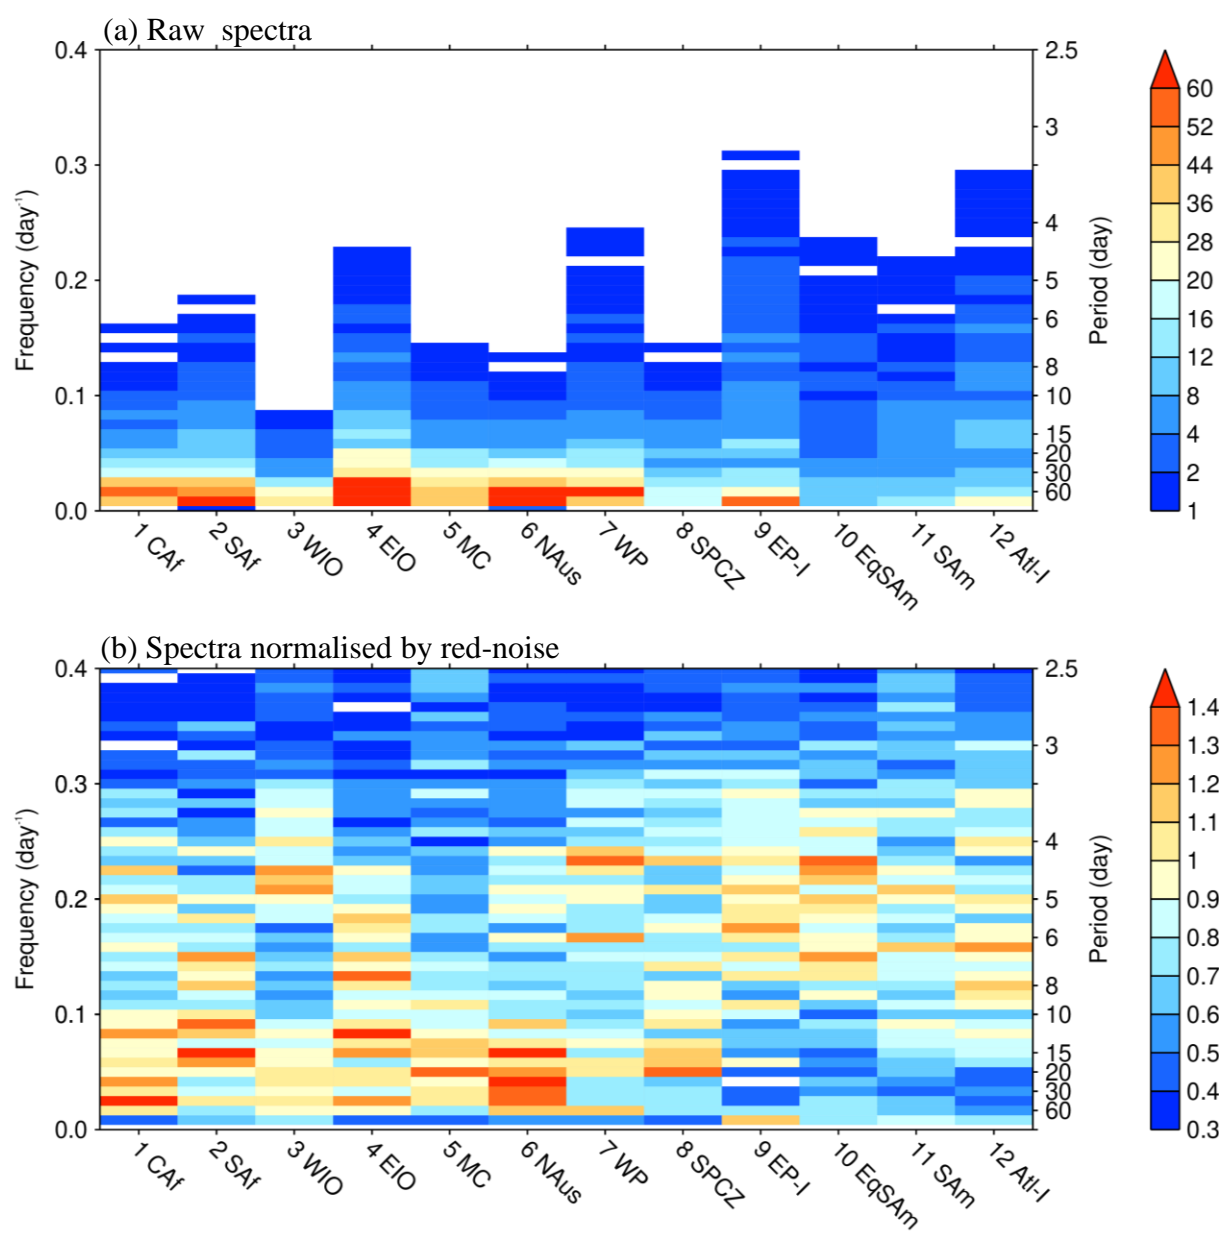 (a) Raw spectra
0.4
0.3
0.2
0.1
0.0
Frequency (day⁻¹)
2.5
3
4
5
6
8
10
15
20
30
60
Period (day)
60
52
44
36
28
20
16
12
8
4
2
1
1 CAf
2 SAf
3 WIO
4 EIO
5 MC
6 NAus
7 WP
8 SPCZ
9 EP-I
10 EqSAm
11 SAm
12 Atl-I
(b) Spectra normalised by red-noise
0.4
0.3
0.2
0.1
0.0
Frequency (day⁻¹)
2.5
3
4
5
6
8
10
15
20
30
60
Period (day)
1.4
1.3
1.2
1.1
1
0.9
0.8
0.7
0.6
0.5
0.4
0.3
1 CAf
2 SAf
3 WIO
4 EIO
5 MC
6 NAus
7 WP
8 SPCZ
9 EP-I
10 EqSAm
11 SAm
12 Atl-I